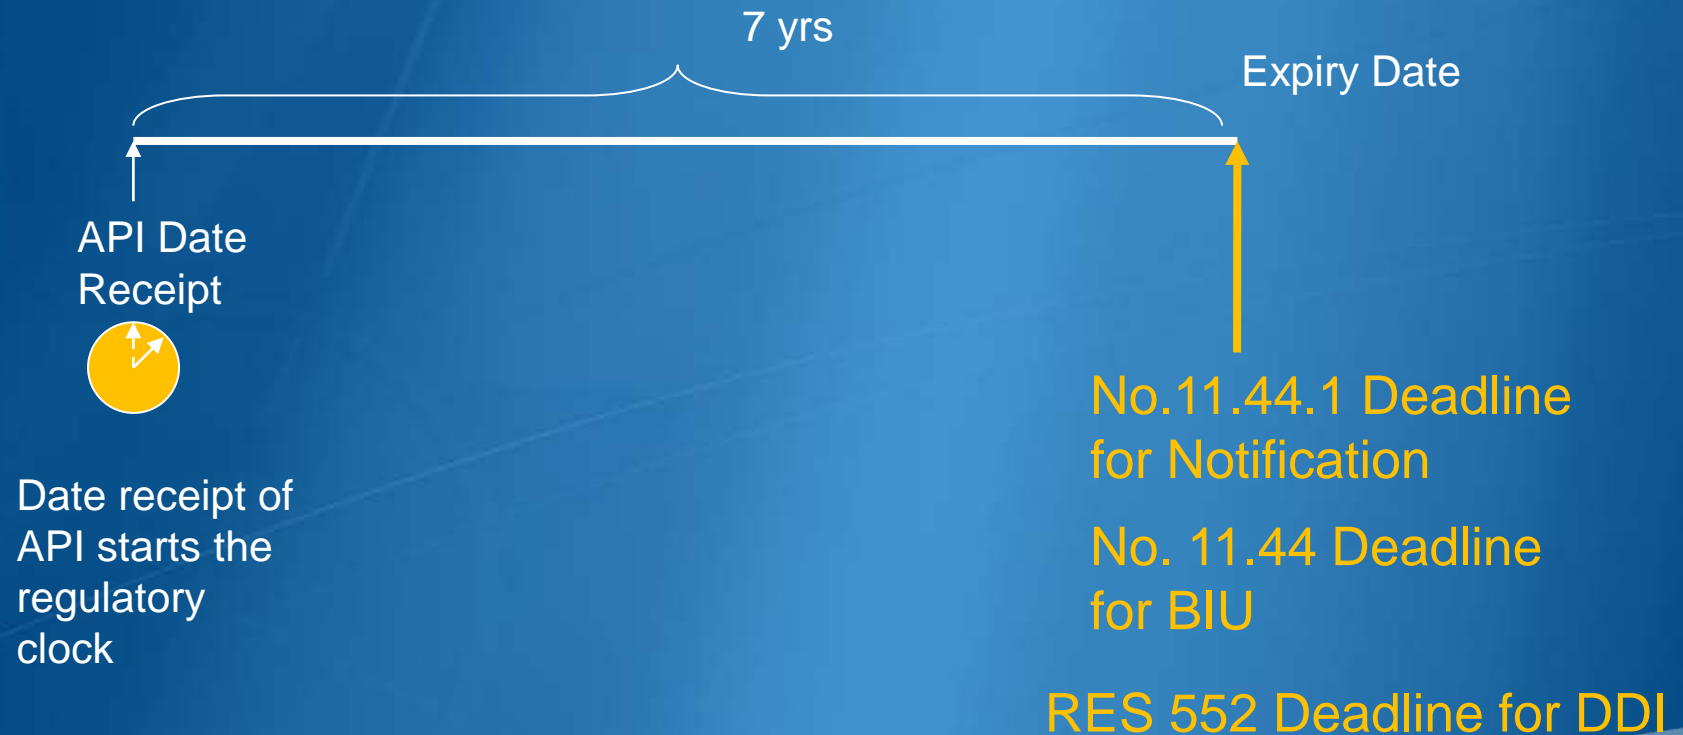 7 yrs
Expiry Date
API Date
Receipt
Date receipt of
API starts the
regulatory
clock
No.11.44.1 Deadline
for Notification
No. 11.44 Deadline
for BIU
RES 552 Deadline for DDI